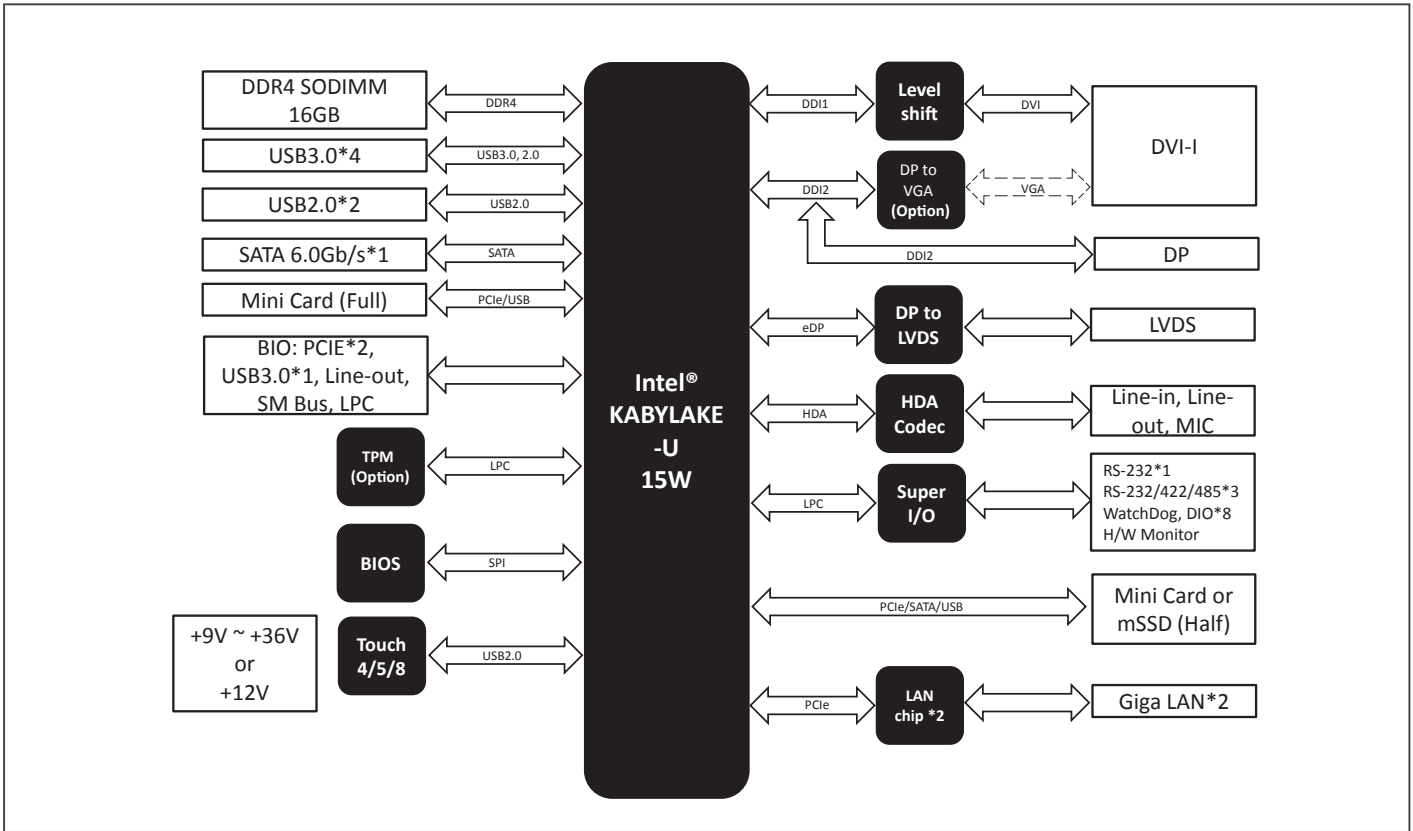 DDR4 SODIMM
16GB
DDR4
USB3.0*4
USB3.0, 2.0
USB2.0*2
USB2.0
SATA 6.0Gb/s*1
SATA
Mini Card (Full)
PCIe/USB
BIO: PCIE*2,
USB3.0*1, Line-out,
SM Bus, LPC
TPM
(Option)
LPC
BIOS
SPI
+9V ~ +36V
or
+12V
Touch
4/5/8
USB2.0
Intel®
KABYLAKE
-U
15W
DDI1
Level
shift
DVI
DVI-I
DDI2
DP to
VGA
(Option)
VGA
DDI2
DP
eDP
DP to
LVDS
LVDS
HDA
HDA
Codec
Line-in, Line-
out, MIC
LPC
Super
I/O
RS-232*1
RS-232/422/485*3
WatchDog, DIO*8
H/W Monitor
PCIe/SATA/USB
Mini Card or
mSSD (Half)
PCIe
LAN
chip *2
Giga LAN*2